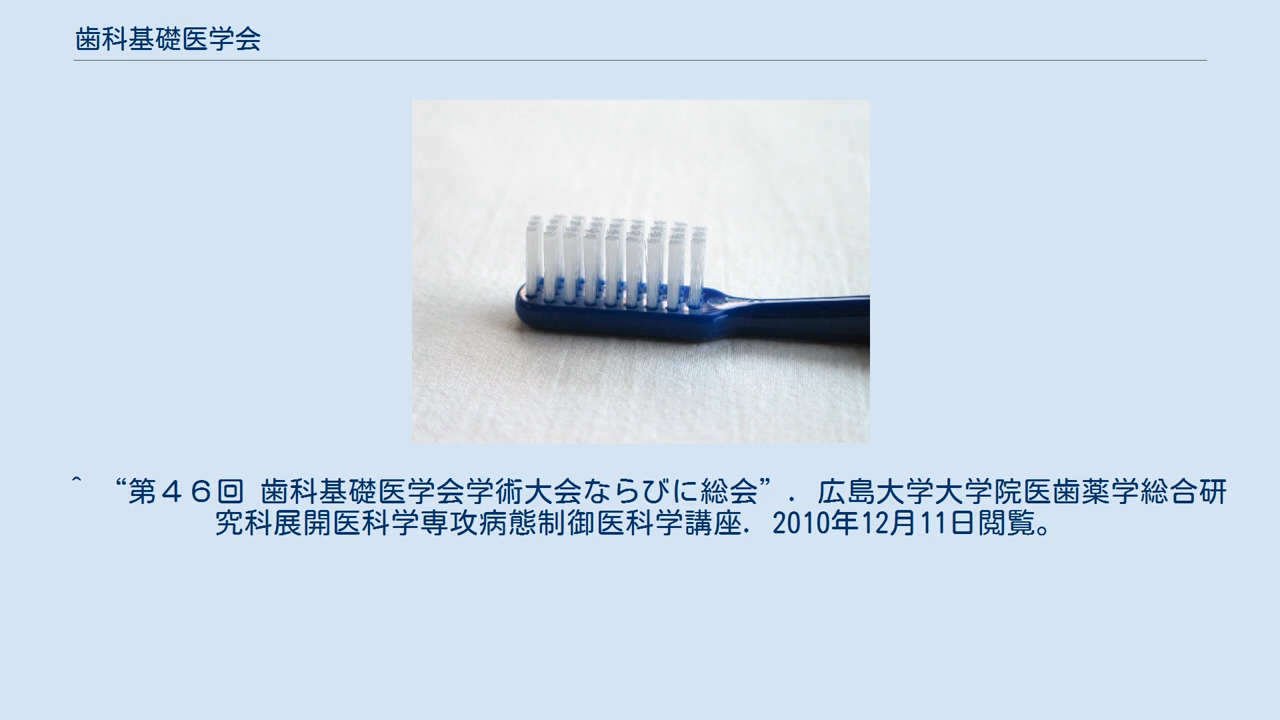 歯科基礎医学会
^ “第４６回 歯科基礎医学会学術大会ならびに総会”. 広島大学大学院医歯薬学総合研
究科展開医科学専攻病態制御医科学講座. 2010年12月11日閲覧。